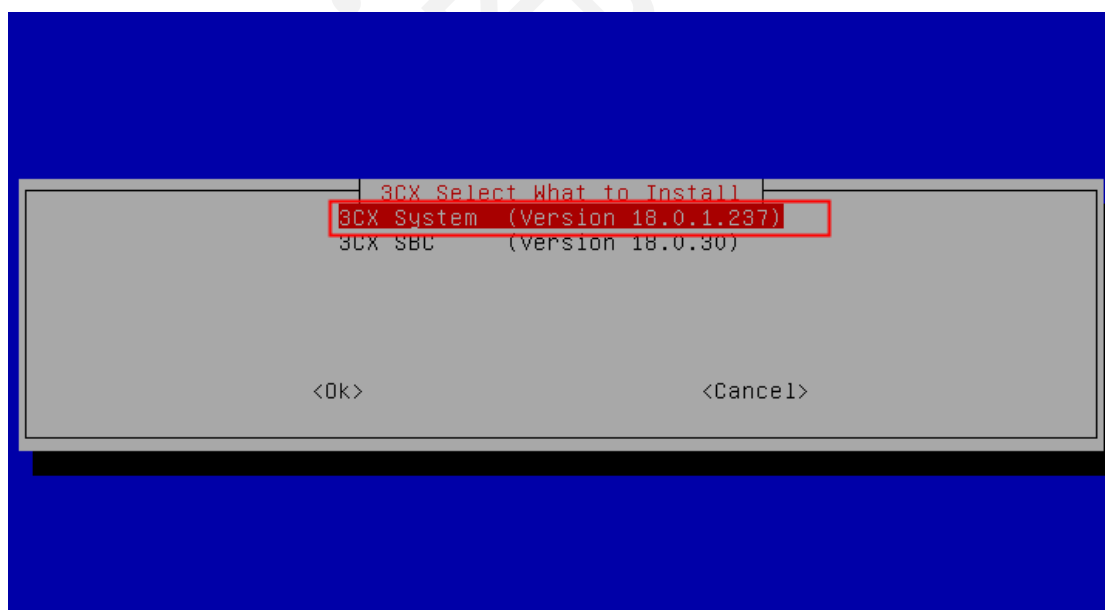 3CX Select What to Install
3CX System (Version 18.0.1.237)
3CX SBC (Version 18.0.30)
<Ok> <Cancel>